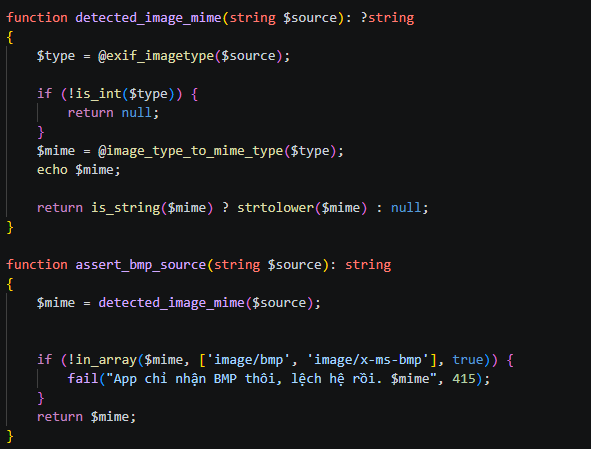 function detected_image_mime(string $source): ?string
{
    $type = @exif_imagetype($source);
    if (!is_int($type)) {
        return null;
    }
    $mime = @image_type_to_mime_type($type);
    echo $mime;
    return is_string($mime) ? strtolower($mime) : null;
}
function assert_bmp_source(string $source): string
{
    $mime = detected_image_mime($source);
    if (!in_array($mime, ['image/bmp', 'image/x-ms-bmp'], true)) {
        fail("App chỉ nhận BMP thôi, lệch hệ rồi. $mime", 415);
    }
    return $mime;
}